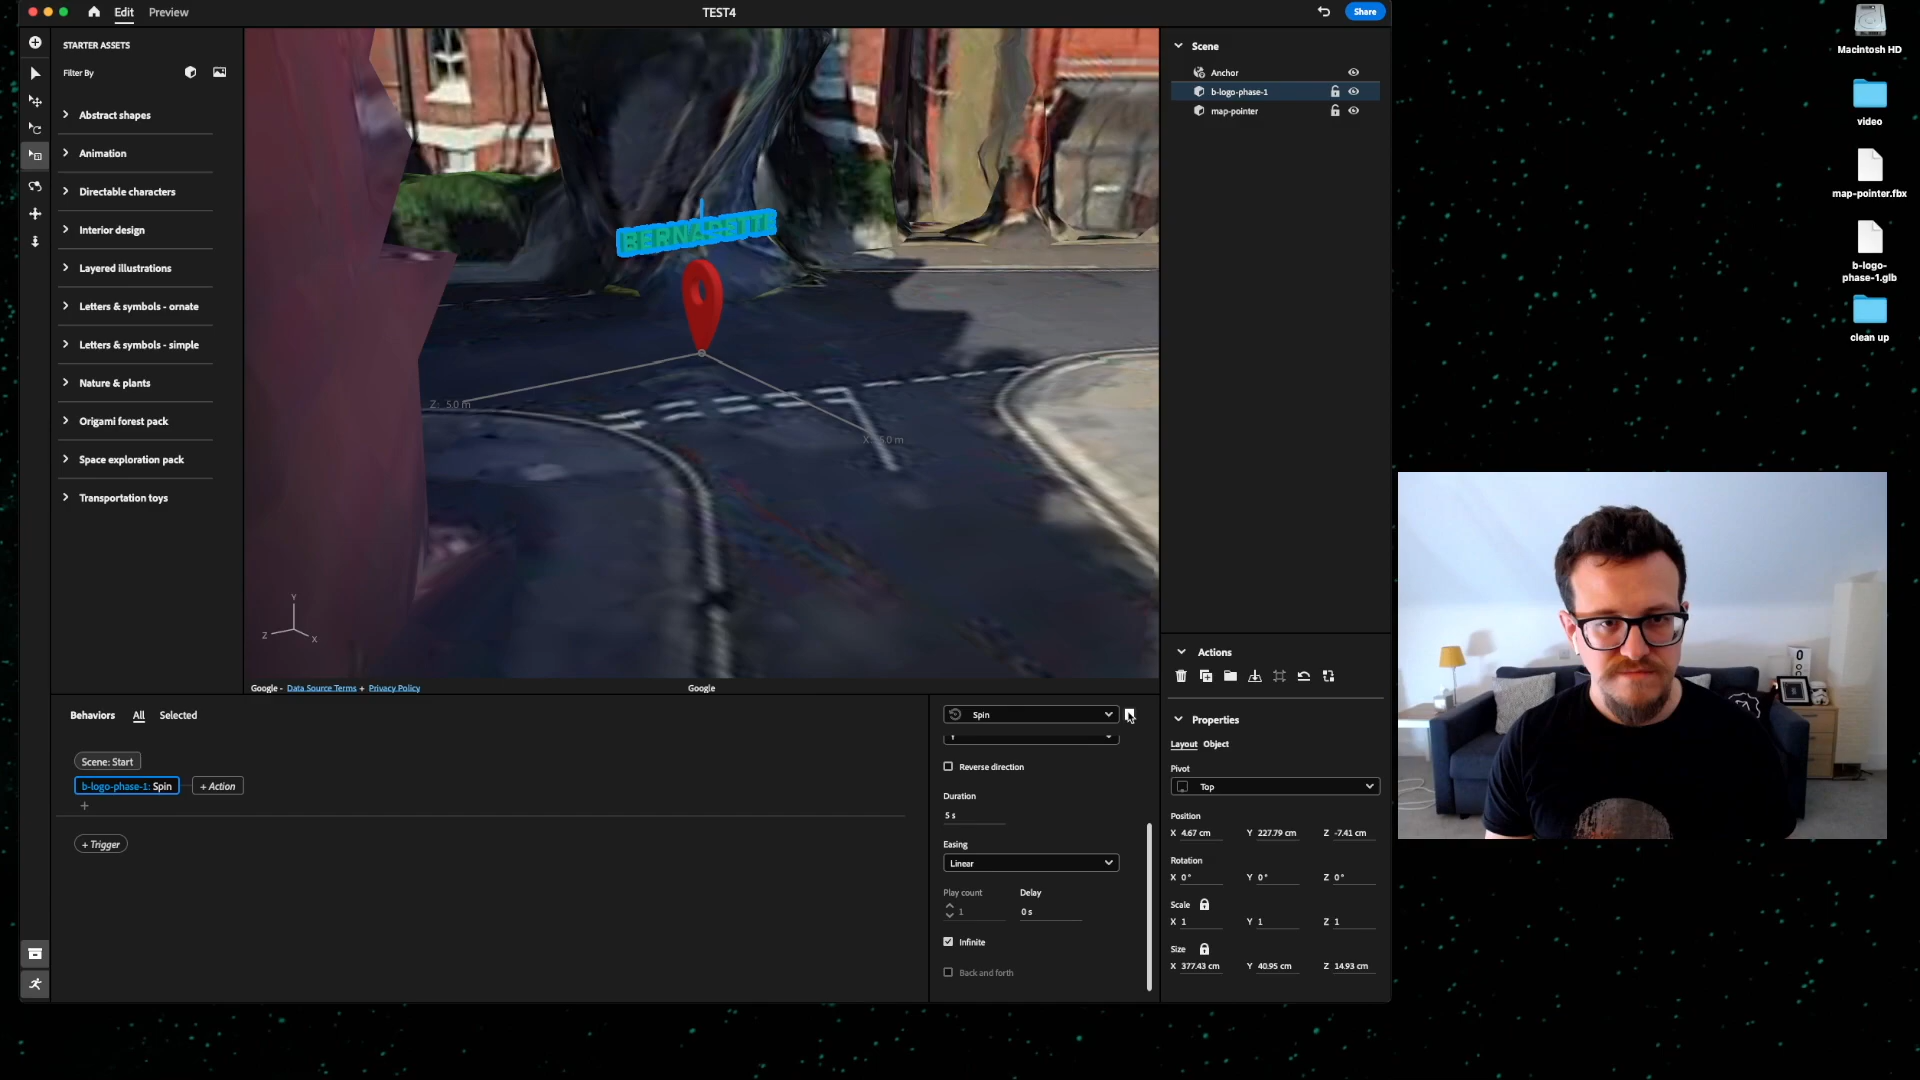 Edit
Preview
TEST4
Share
STARTER ASSETS
Filter By
Abstract shapes
Animation
Directable characters
Interior design
Layered illustrations
Letters & symbols - ornate
Letters & symbols - simple
Nature & plants
Origami forest pack
Space exploration pack
Transportation toys
BERNADETTE
Z: 5.0 m
X: 5.0 m
Y
Z
X
Google - Data Source Terms + Privacy Policy
Google
Scene
Anchor
b-logo-phase-1
map-pointer
Behaviors
All
Selected
Scene: Start
b-logo-phase-1: Spin
+ Action
+
+ Trigger
Spin
Reverse direction
Duration
5 s
Easing
Linear
Play count
Delay
1
0 s
Infinite
Back and forth
Actions
Properties
Layout
Object
Pivot
Top
Position
X 4.67 cm
Y 227.79 cm
Z -7.41 cm
Rotation
X 0°
Y 0°
Z 0°
Scale
X 1
Y 1
Z 1
Size
X 377.43 cm
Y 40.95 cm
Z 14.93 cm
Macintosh HD
video
map-pointer.fbx
b-logo-
phase-1.glb
clean up